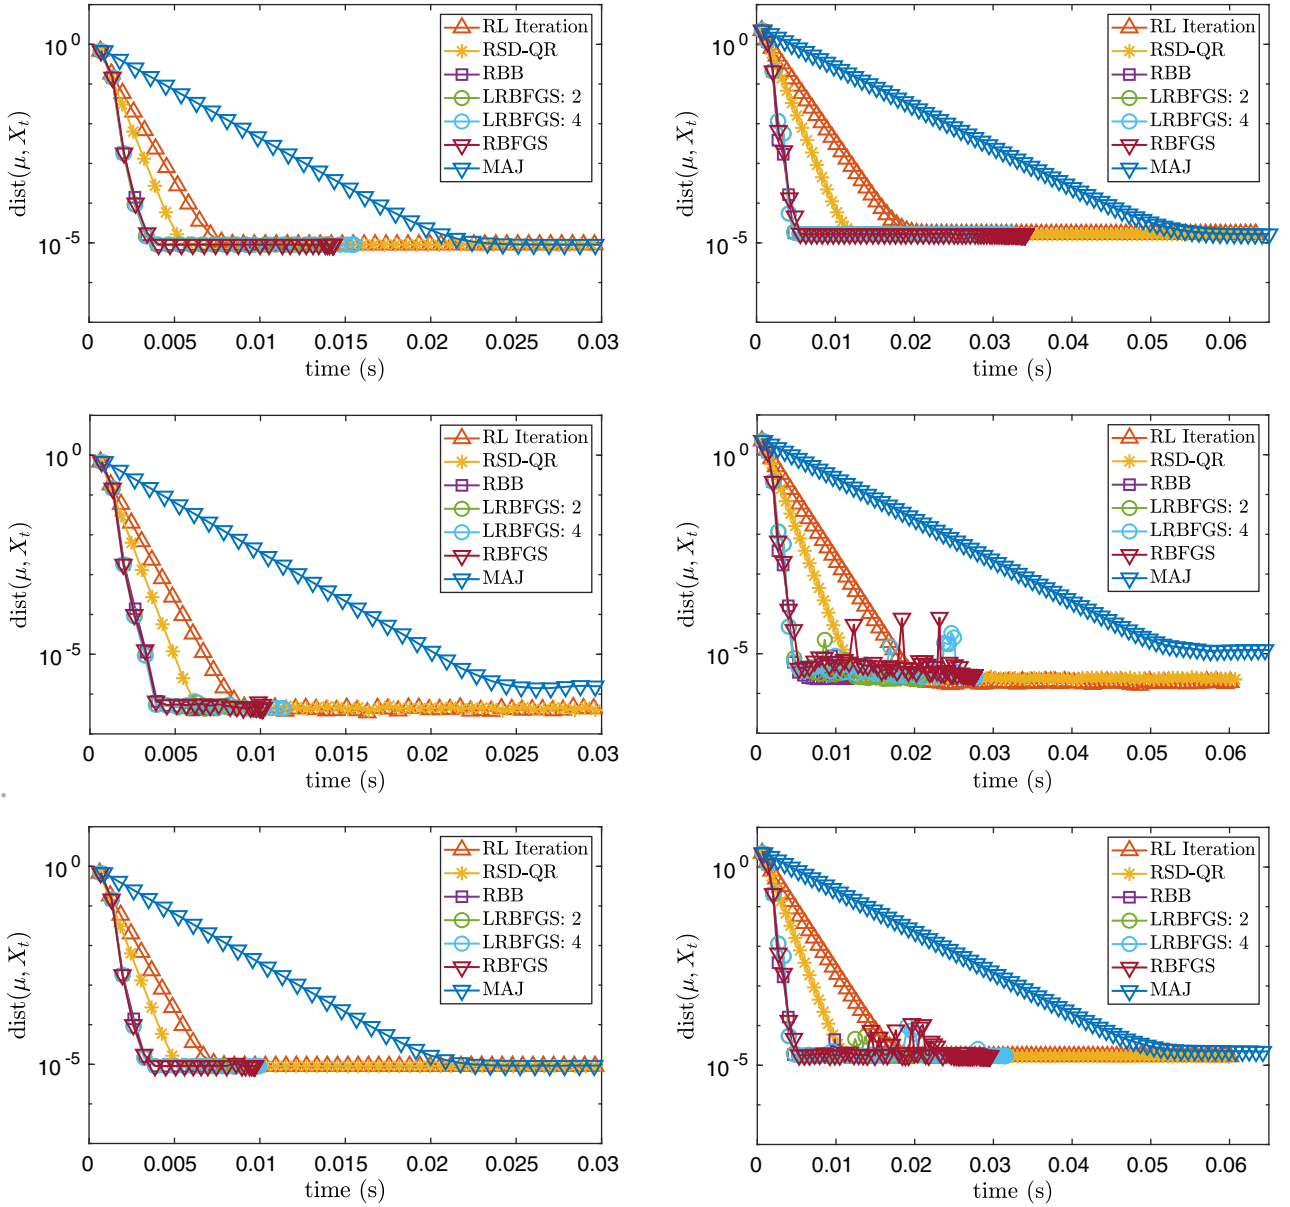 RL Iteration
RSD-QR
RBB
LRBFGS: 2
LRBFGS: 4
RBFGS
MAJ
10^0
10^-5
dist(μ, X_t)
0 0.005 0.01 0.015 0.02 0.025 0.03
time (s)
RL Iteration
RSD-QR
RBB
LRBFGS: 2
LRBFGS: 4
RBFGS
MAJ
10^0
10^-5
dist(μ, X_t)
0 0.01 0.02 0.03 0.04 0.05 0.06
time (s)
RL Iteration
RSD-QR
RBB
LRBFGS: 2
LRBFGS: 4
RBFGS
MAJ
10^0
10^-5
dist(μ, X_t)
0 0.005 0.01 0.015 0.02 0.025 0.03
time (s)
RL Iteration
RSD-QR
RBB
LRBFGS: 2
LRBFGS: 4
RBFGS
MAJ
10^0
10^-5
dist(μ, X_t)
0 0.01 0.02 0.03 0.04 0.05 0.06
time (s)
RL Iteration
RSD-QR
RBB
LRBFGS: 2
LRBFGS: 4
RBFGS
MAJ
10^0
10^-5
dist(μ, X_t)
0 0.005 0.01 0.015 0.02 0.025 0.03
time (s)
RL Iteration
RSD-QR
RBB
LRBFGS: 2
LRBFGS: 4
RBFGS
MAJ
10^0
10^-5
dist(μ, X_t)
0 0.01 0.02 0.03 0.04 0.05 0.06
time (s)